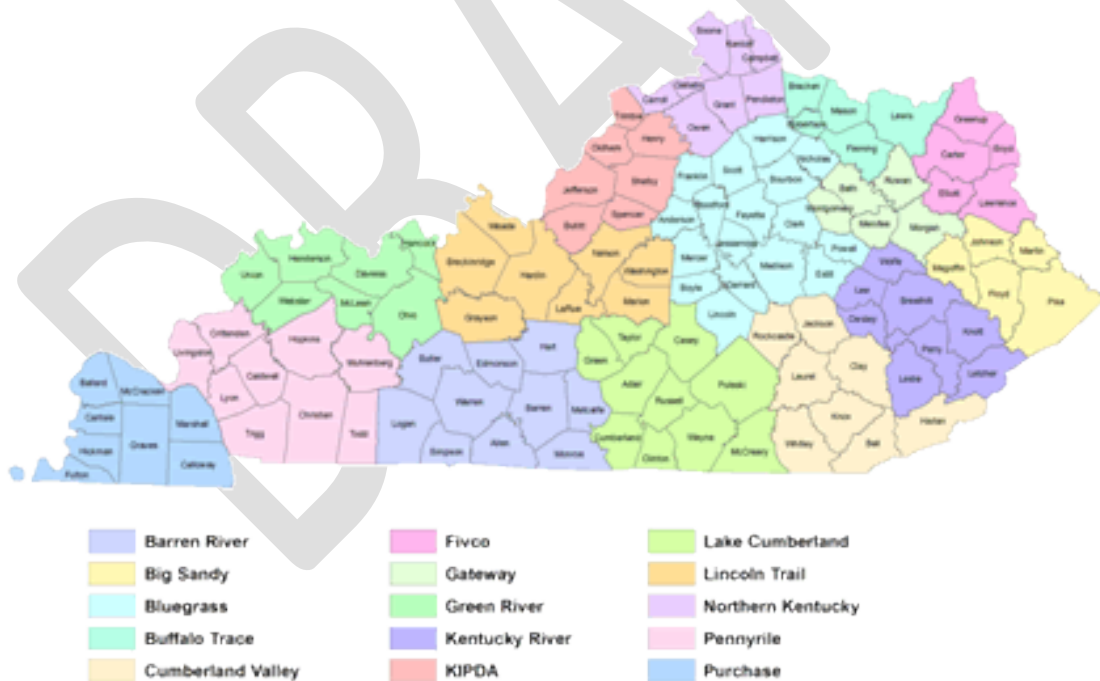 DRA
Boone
Kenton
Campbell
Gallatin
Carroll
Grant
Pendleton
Owen
Bracken
Mason
Robertson
Lewis
Fleming
Greenup
Boyd
Carter
Elliott
Lawrence
Trimble
Henry
Oldham
Jefferson
Shelby
Spencer
Bullitt
Harrison
Nicholas
Franklin
Scott
Bourbon
Woodford
Fayette
Clark
Anderson
Jessamine
Mercer
Madison
Powell
Estill
Boyle
Garrard
Lincoln
Bath
Rowan
Montgomery
Menifee
Morgan
Johnson
Martin
Magoffin
Floyd
Pike
Wolfe
Lee
Breathitt
Owsley
Knott
Perry
Leslie
Letcher
Meade
Breckinridge
Hardin
Nelson
Washington
Marion
LaRue
Grayson
Hancock
Henderson
Union
Daviess
Webster
McLean
Ohio
Crittenden
Livingston
Hopkins
Muhlenberg
Caldwell
Lyon
Christian
Trigg
Todd
Ballard
McCracken
Carlisle
Marshall
Graves
Hickman
Calloway
Fulton
Butler
Edmonson
Hart
Warren
Barren
Metcalfe
Logan
Simpson
Allen
Monroe
Taylor
Green
Casey
Adair
Russell
Pulaski
Cumberland
Clinton
Wayne
McCreary
Rockcastle
Jackson
Laurel
Clay
Knox
Whitley
Bell
Harlan
Barren River
Big Sandy
Bluegrass
Buffalo Trace
Cumberland Valley
Fivco
Gateway
Green River
Kentucky River
KIPDA
Lake Cumberland
Lincoln Trail
Northern Kentucky
Pennyrile
Purchase